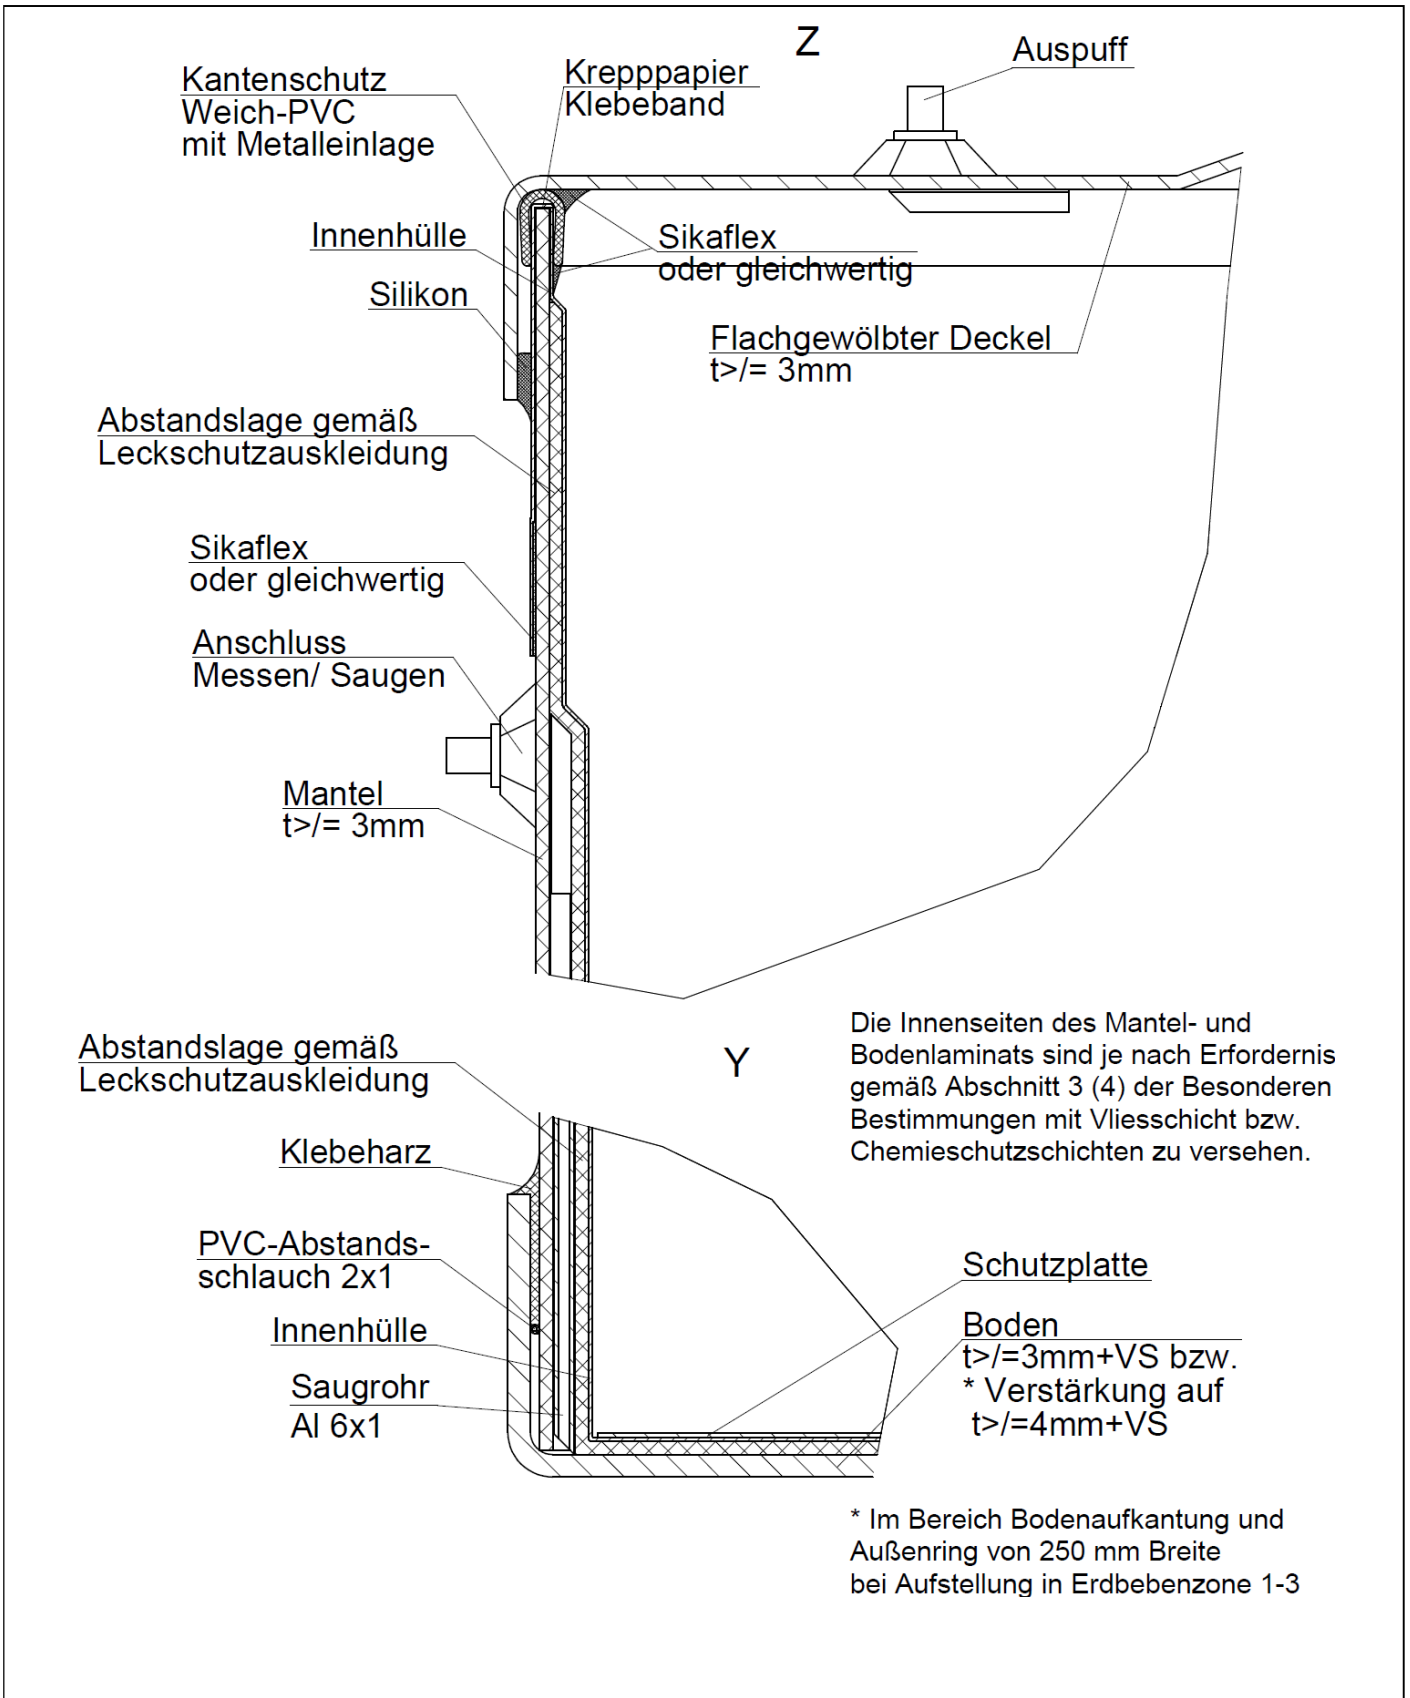 Z
Auspuff
Kantenschutz
Weich-PVC
mit Metalleinlage
Krepppapier
Klebeband
Innenhülle
Sikaflex
oder gleichwertig
Silikon
Flachgewölbter Deckel
t>/= 3mm
Abstandslage gemäß
Leckschutzauskleidung
Sikaflex
oder gleichwertig
Anschluss
Messen/ Saugen
Mantel
t>/= 3mm
Die Innenseiten des Mantel- und
Bodenlaminats sind je nach Erfordernis
gemäß Abschnitt 3 (4) der Besonderen
Bestimmungen mit Vliesschicht bzw.
Chemieschutzschichten zu versehen.
Y
Abstandslage gemäß
Leckschutzauskleidung
Klebeharz
PVC-Abstands-
schlauch 2x1
Innenhülle
Saugrohr
Al 6x1
Schutzplatte
Boden
t>/=3mm+VS bzw.
* Verstärkung auf
t>/=4mm+VS
* Im Bereich Bodenaufkantung und
Außenring von 250 mm Breite
bei Aufstellung in Erdbebenzone 1-3